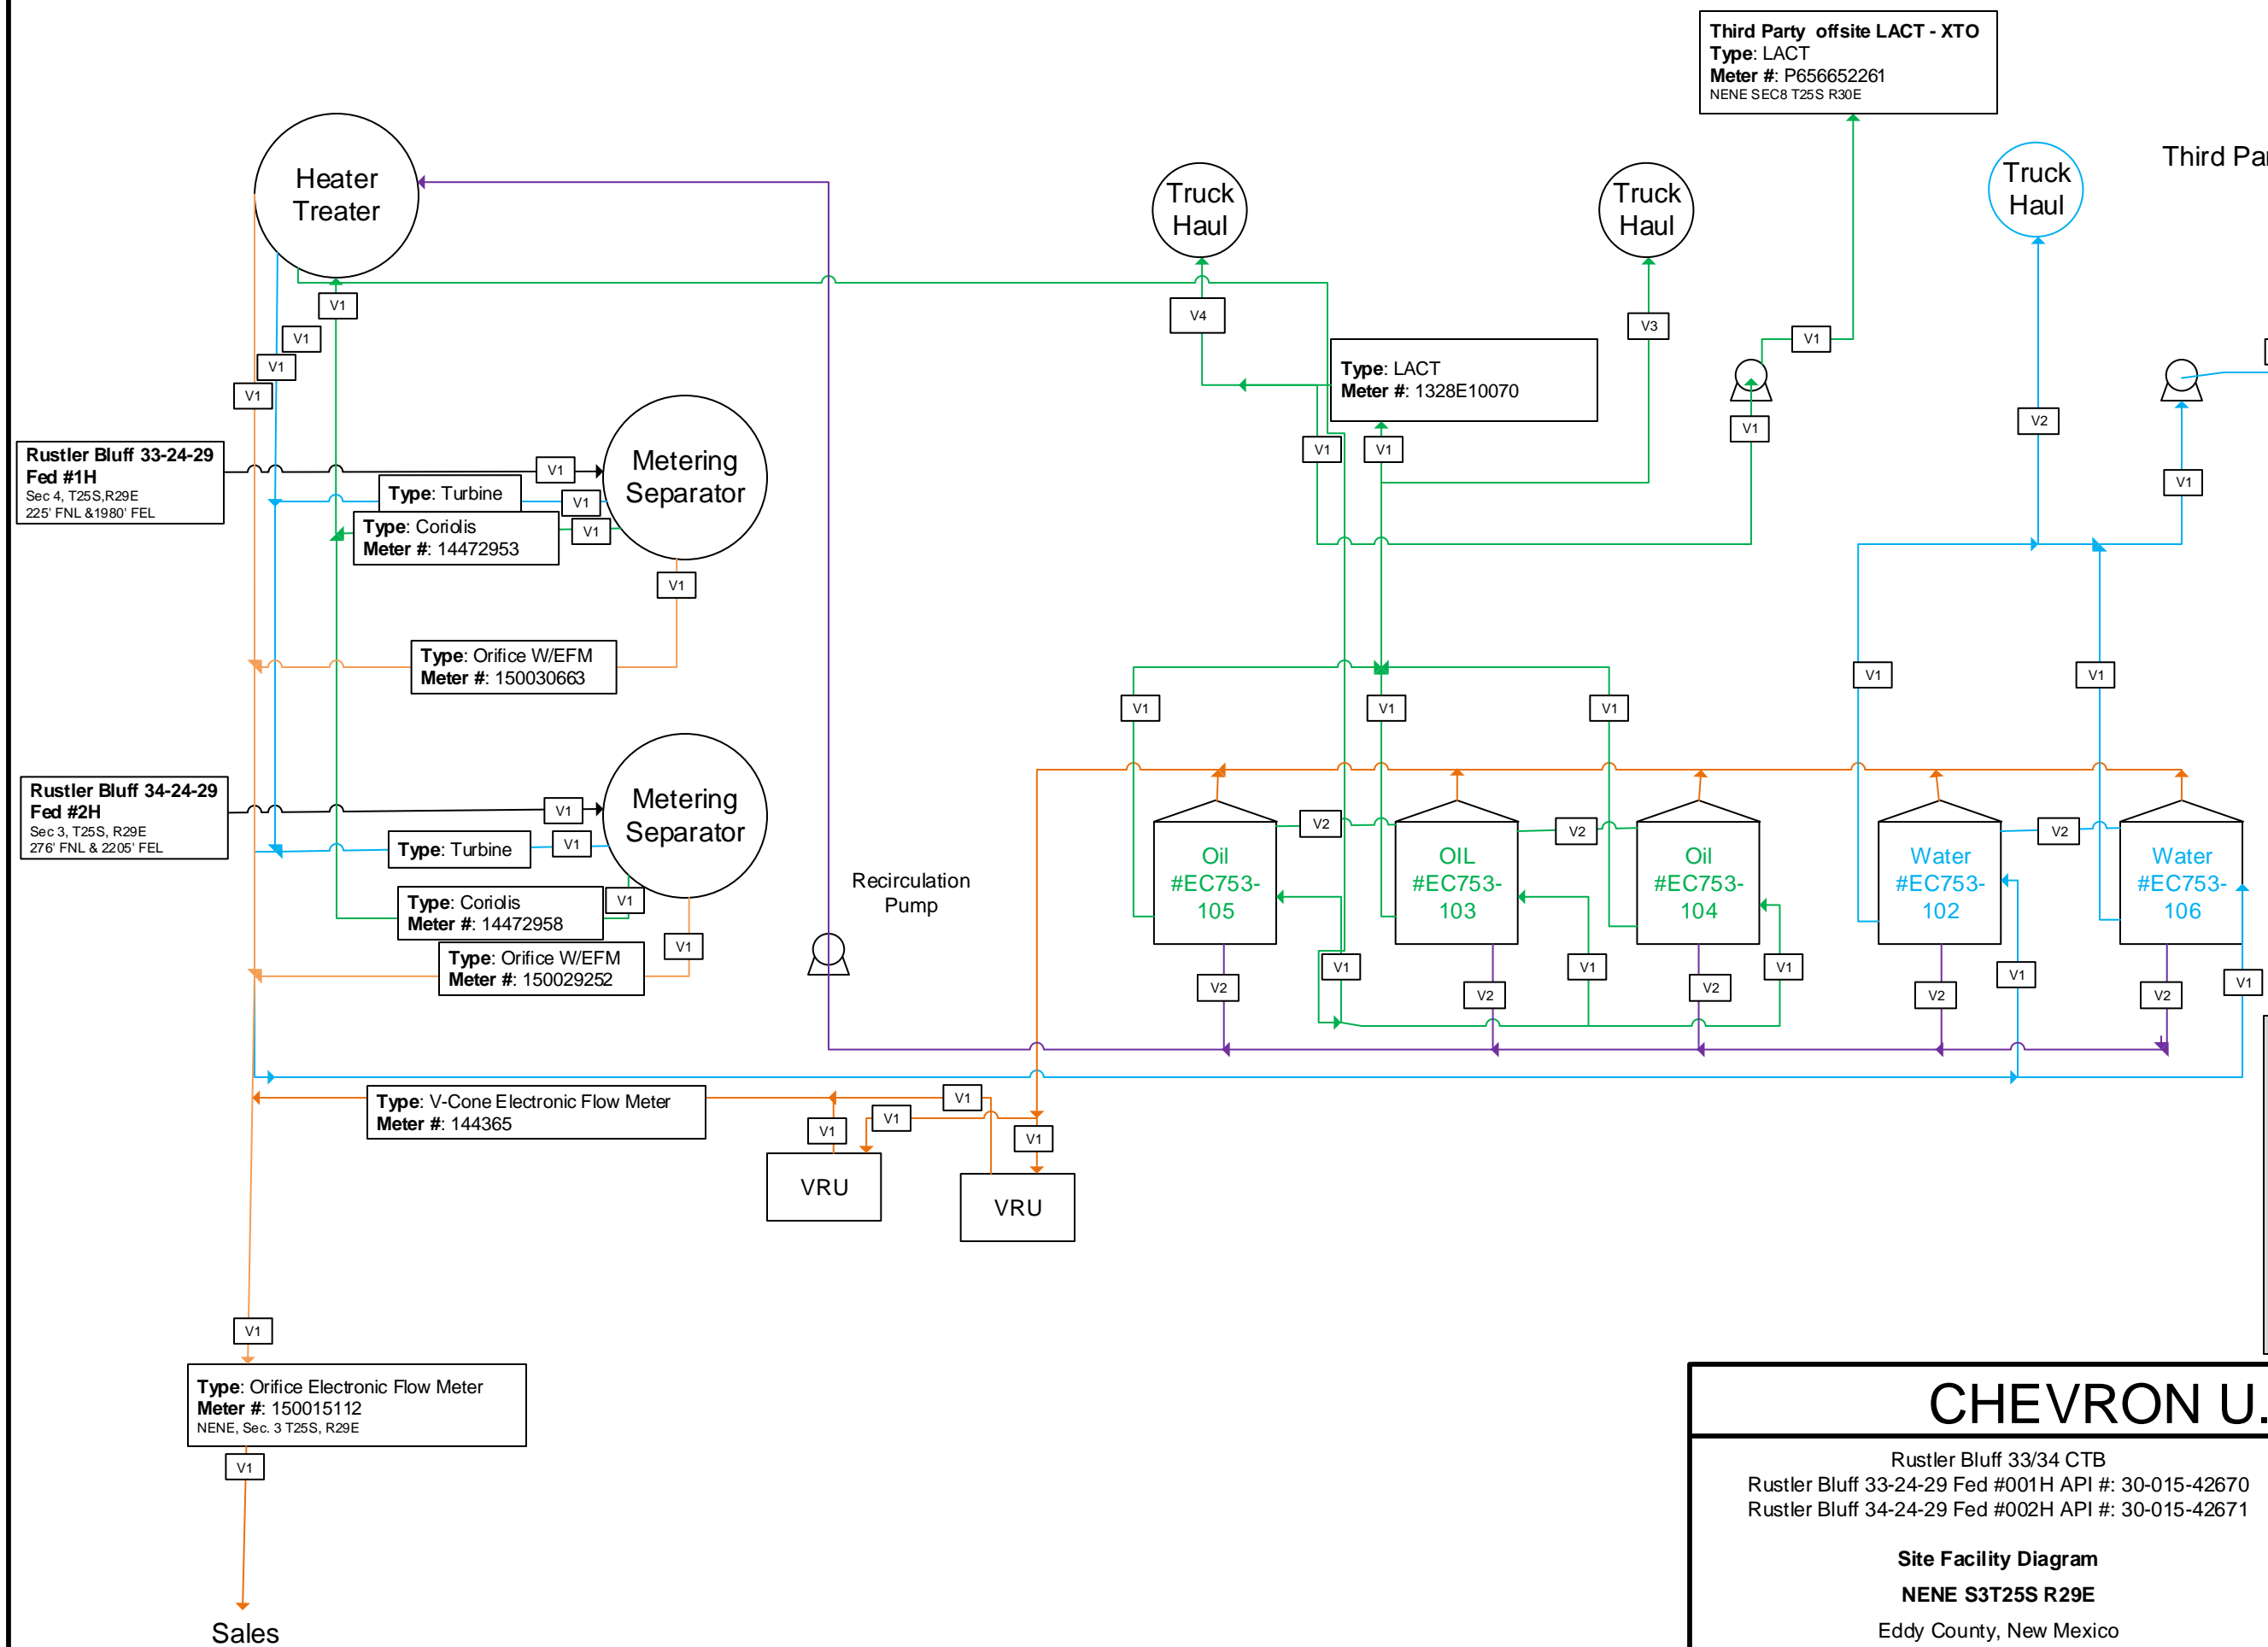 Third Party offsite LACT - XTO
Type: LACT
Meter #: P656652261
NENE SEC8 T25S R30E
Heater
Treater
Truck
Haul
Truck
Haul
Truck
Haul
Third Par
V1
V1
V1
V1
V4
V3
V1
Type: LACT
Meter #: 1328E10070
V1
V1
V1
V2
V1
Rustler Bluff 33-24-29
Fed #1H
Sec 4, T25S,R29E
225' FNL &1980' FEL
V1
Metering
Separator
Type: Turbine
V1
Type: Coriolis
Meter #: 14472953
V1
V1
Type: Orifice W/EFM
Meter #: 150030663
V1
V1
V1
V1
V1
Rustler Bluff 34-24-29
Fed #2H
Sec 3, T25S, R29E
276' FNL & 2205' FEL
V1
Metering
Separator
Type: Turbine
V1
Type: Coriolis
Meter #: 14472958
V1
V1
Type: Orifice W/EFM
Meter #: 150029252
Recirculation
Pump
V2
V2
V2
Oil
#EC753-
105
OIL
#EC753-
103
Oil
#EC753-
104
Water
#EC753-
102
Water
#EC753-
106
V1
V1
V1
V1
V1
V2
V2
V2
V2
V2
Type: V-Cone Electronic Flow Meter
Meter #: 144365
V1
V1
V1
V1
VRU
VRU
V1
Type: Orifice Electronic Flow Meter
Meter #: 150015112
NENE, Sec. 3 T25S, R29E
V1
Sales
CHEVRON U.
Rustler Bluff 33/34 CTB
Rustler Bluff 33-24-29 Fed #001H API #: 30-015-42670
Rustler Bluff 34-24-29 Fed #002H API #: 30-015-42671
Site Facility Diagram
NENE S3T25S R29E
Eddy County, New Mexico